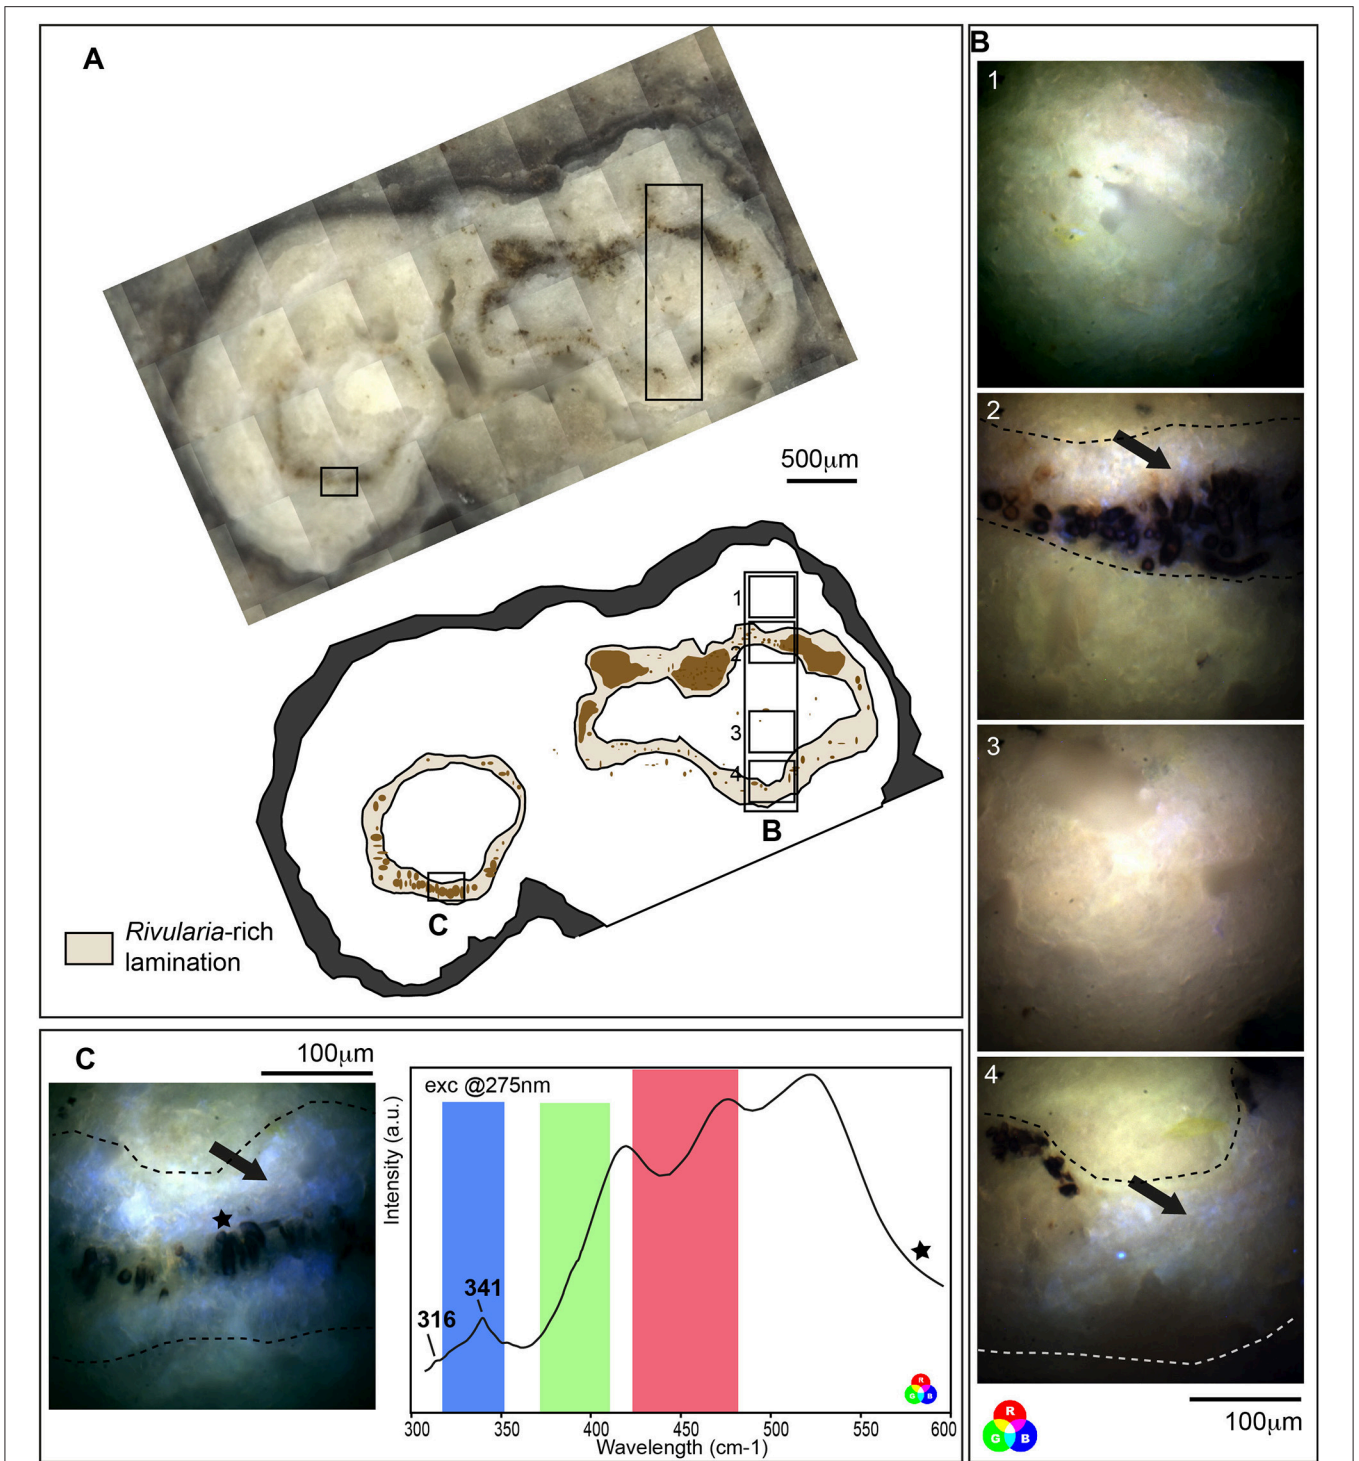 A
500µm
1
2
3
4
B
C
Rivularia-rich
lamination
B
1
2
3
4
R
G B
100µm
C
100µm
exc @275nm
Intensity (a.u.)
341
316
R
G B
300 350 400 450 500 550 600
Wavelength (cm-1)